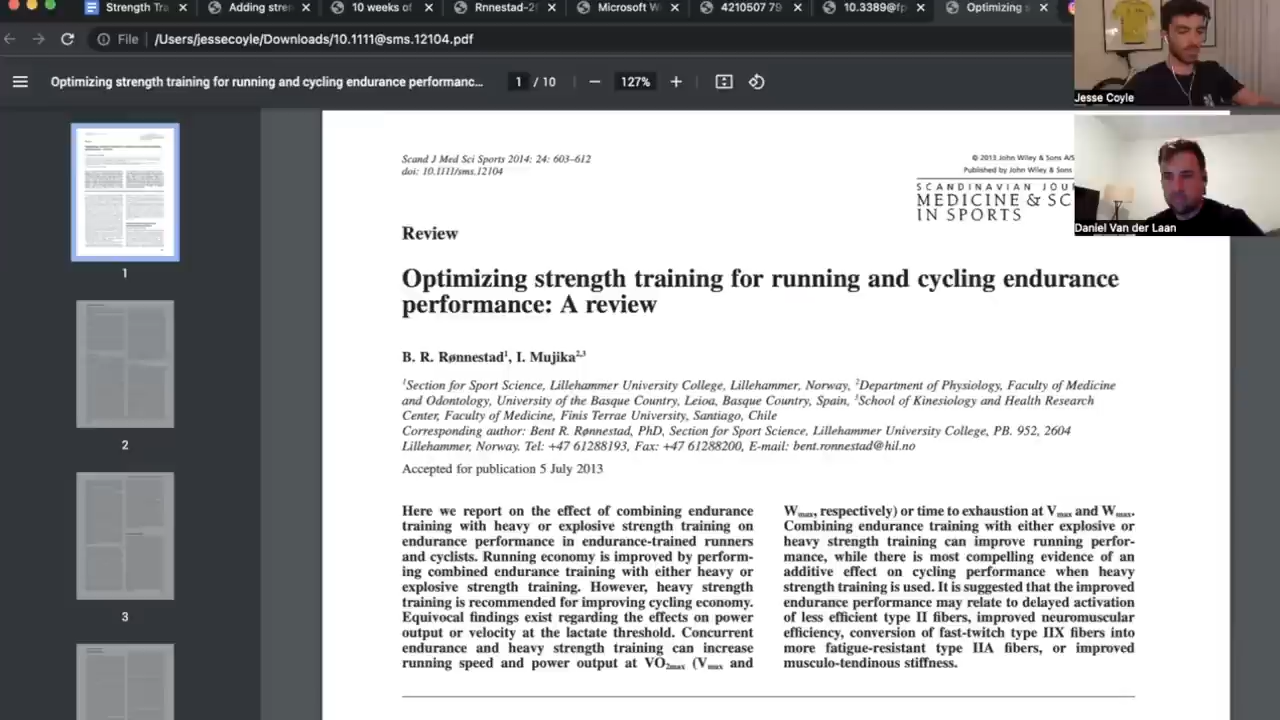 Strength Tra
Adding stren
10 weeks of
Rnnestad-2
Microsoft W
4210507 79
10.3389@fp
Optimizing s
File
/Users/jessecoyle/Downloads/10.1111@sms.12104.pdf
Optimizing strength training for running and cycling endurance performanc...
1 / 10
127%
Jesse Coyle
Daniel Van der Laan
1
2
3
Scand J Med Sci Sports 2014: 24: 603–612
doi: 10.1111/sms.12104
© 2013 John Wiley & Sons A/S
Published by John Wiley & Sons
SCANDINAVIAN JOU
MEDICINE & SC
IN SPORTS
Review
Optimizing strength training for running and cycling endurance
performance: A review
B. R. Rønnestad1, I. Mujika2,3
1Section for Sport Science, Lillehammer University College, Lillehammer, Norway, 2Department of Physiology, Faculty of Medicine
and Odontology, University of the Basque Country, Leioa, Basque Country, Spain, 3School of Kinesiology and Health Research
Center, Faculty of Medicine, Finis Terrae University, Santiago, Chile
Corresponding author: Bent R. Rønnestad, PhD, Section for Sport Science, Lillehammer University College, PB. 952, 2604
Lillehammer, Norway. Tel: +47 61288193, Fax: +47 61288200, E-mail: bent.ronnestad@hil.no
Accepted for publication 5 July 2013
Here we report on the effect of combining endurance
training with heavy or explosive strength training on
endurance performance in endurance-trained runners
and cyclists. Running economy is improved by perform-
ing combined endurance training with either heavy or
explosive strength training. However, heavy strength
training is recommended for improving cycling economy.
Equivocal findings exist regarding the effects on power
output or velocity at the lactate threshold. Concurrent
endurance and heavy strength training can increase
running speed and power output at VO2max (Vmax and
Wmax, respectively) or time to exhaustion at Vmax and Wmax.
Combining endurance training with either explosive or
heavy strength training can improve running perfor-
mance, while there is most compelling evidence of an
additive effect on cycling performance when heavy
strength training is used. It is suggested that the improved
endurance performance may relate to delayed activation
of less efficient type II fibers, improved neuromuscular
efficiency, conversion of fast-twitch type IIX fibers into
more fatigue-resistant type IIA fibers, or improved
musculo-tendinous stiffness.